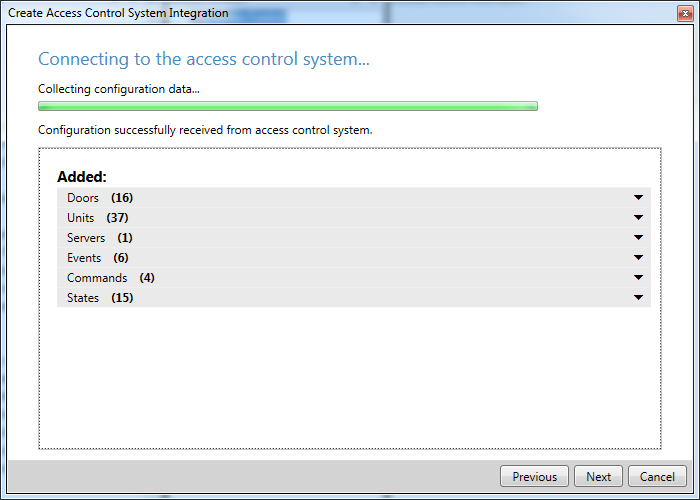 Create Access Control System Integration
Connecting to the access control system...
Collecting configuration data...
Configuration successfully received from access control system.
Added:
Doors (16)
Units (37)
Servers (1)
Events (6)
Commands (4)
States (15)
Previous Next Cancel